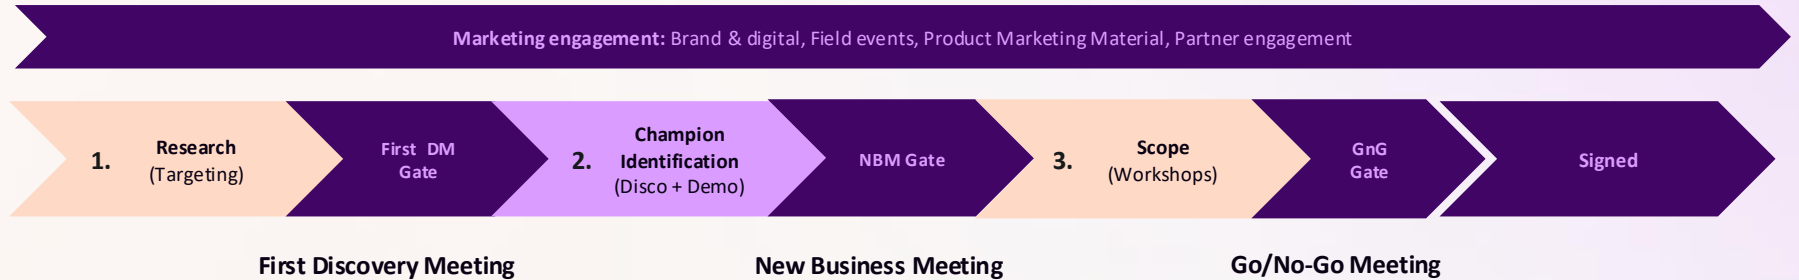 Marketing engagement: Brand & digital, Field events, Product Marketing Material, Partner engagement
1.
Research
(Targeting)
First DM
Gate
2.
Champion
Identification
(Disco + Demo)
NBM Gate
3.
Scope
(Workshops)
GnG
Gate
Signed
First Discovery Meeting
New Business Meeting
Go/No-Go Meeting